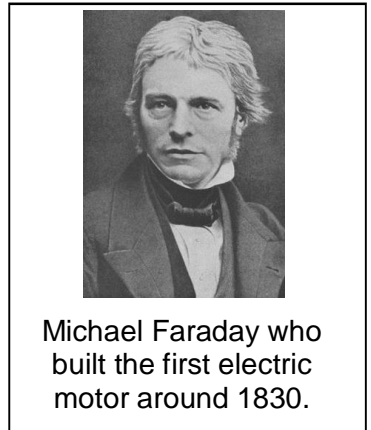 Michael Faraday who
built the first electric
motor around 1830.